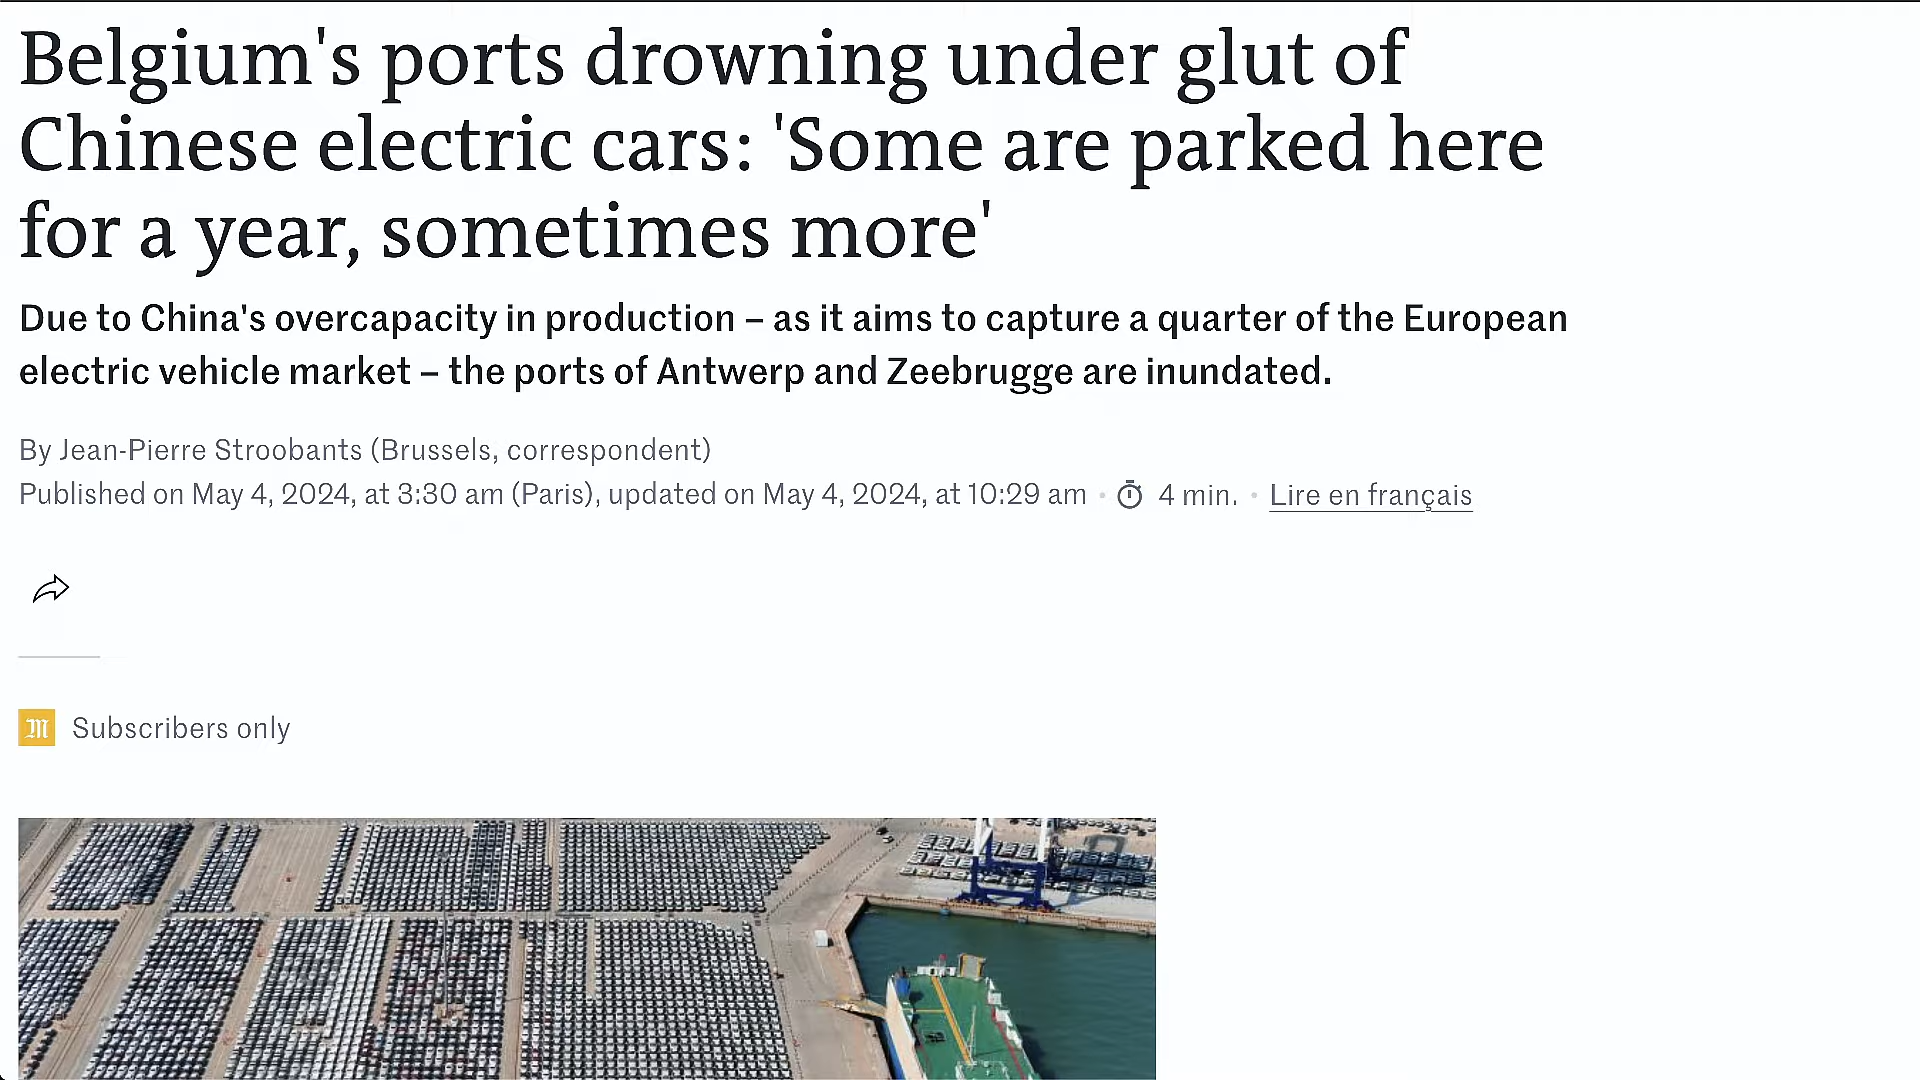 Belgium's ports drowning under glut of
Chinese electric cars: 'Some are parked here
for a year, sometimes more'
Due to China's overcapacity in production – as it aims to capture a quarter of the European
electric vehicle market – the ports of Antwerp and Zeebrugge are inundated.
By Jean-Pierre Stroobants (Brussels, correspondent)
Published on May 4, 2024, at 3:30 am (Paris), updated on May 4, 2024, at 10:29 am • 4 min. • Lire en français
M Subscribers only